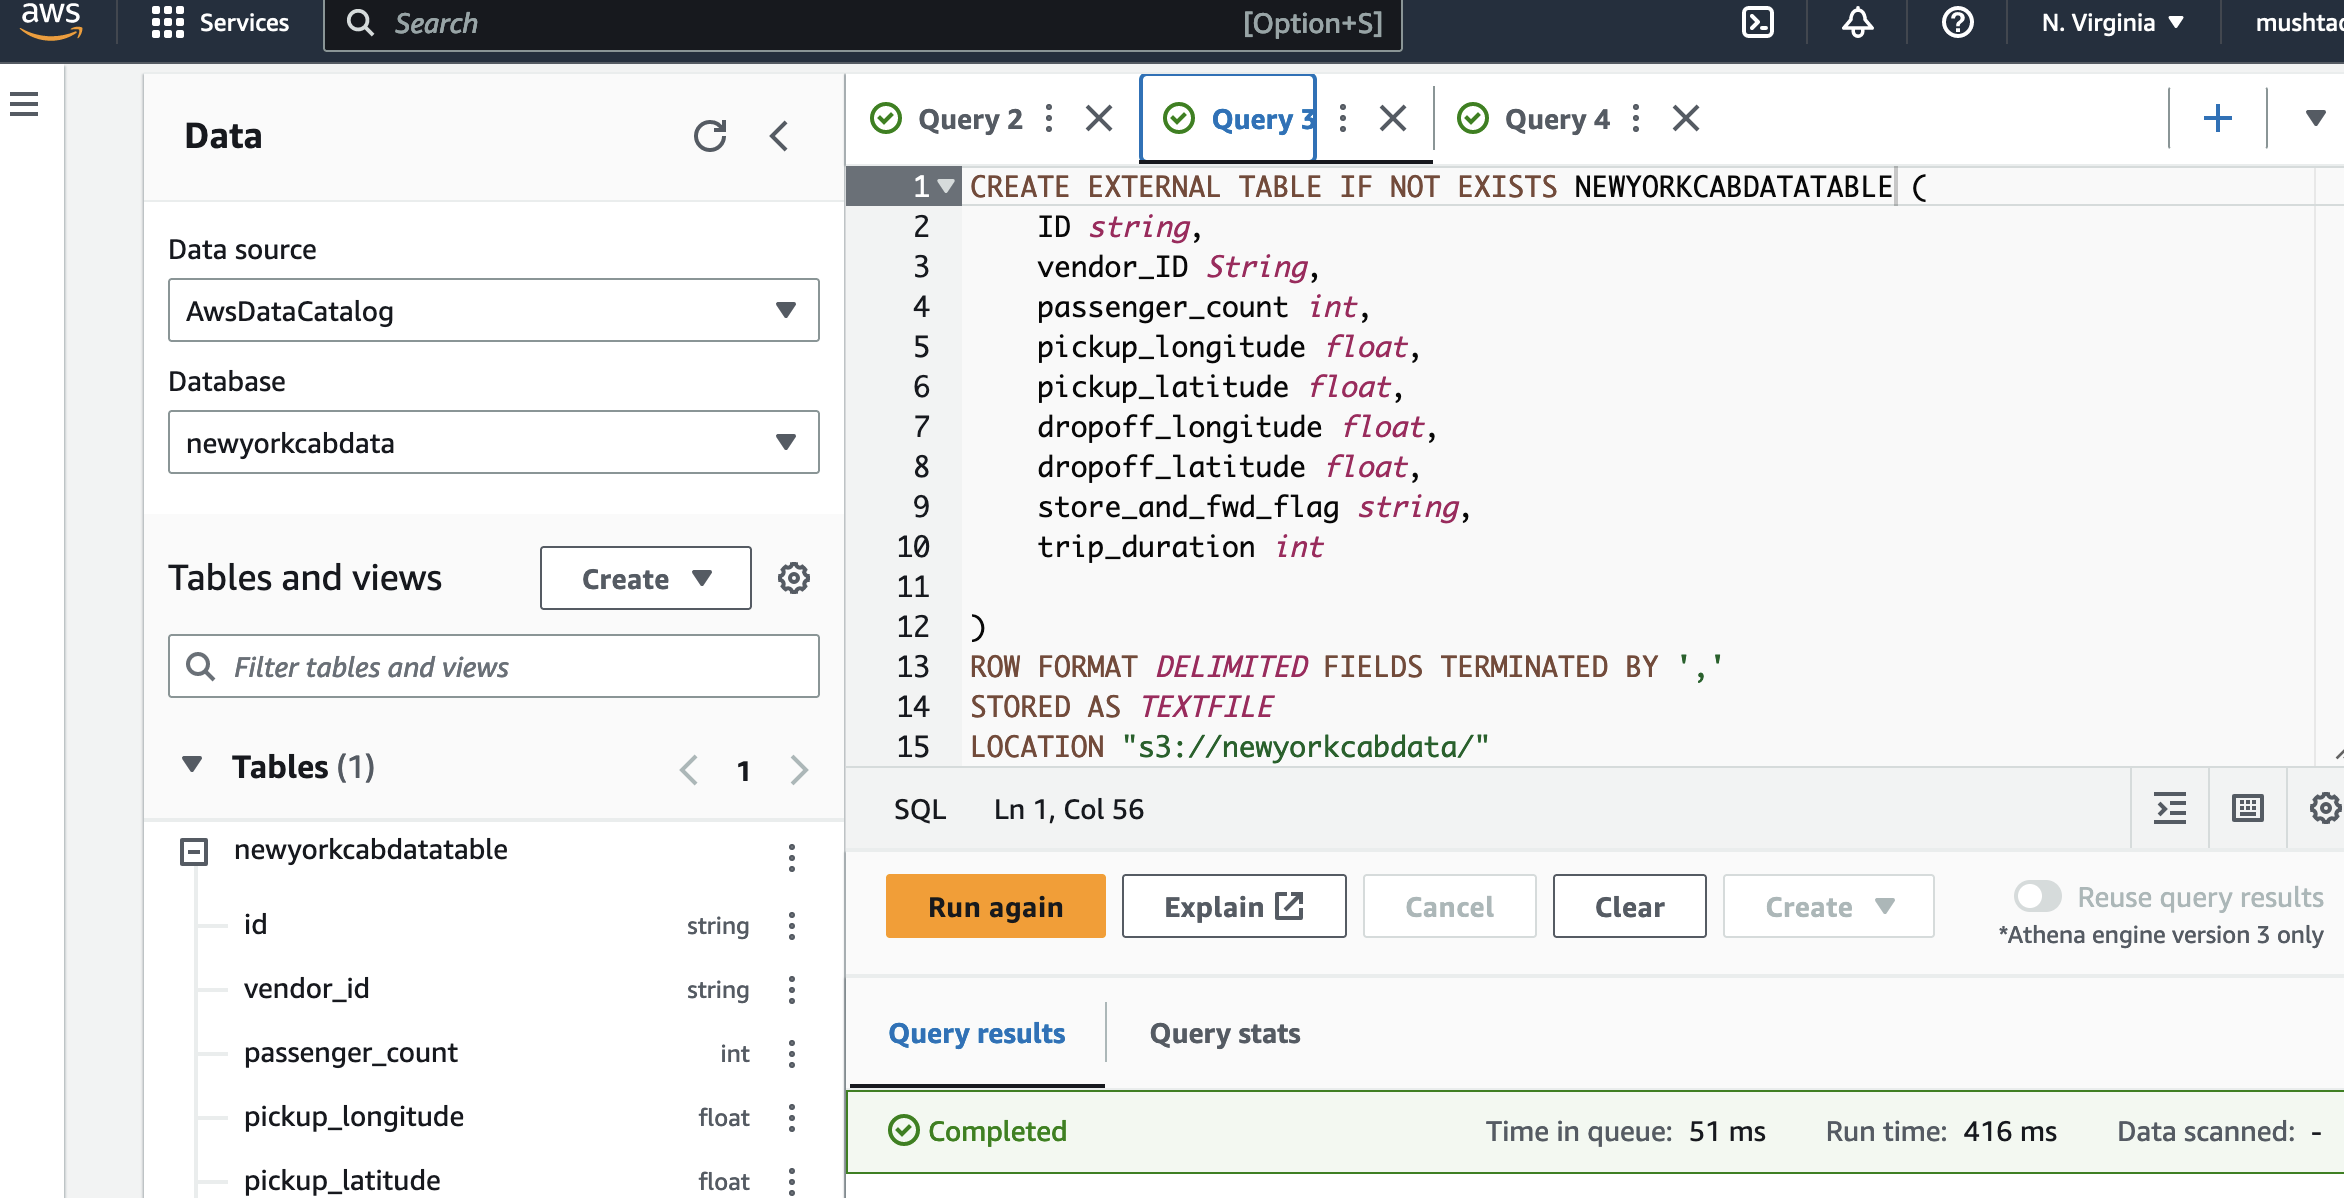 aws
Services
Search
[Option+S]
N. Virginia
Data
Data source
AwsDataCatalog
Database
newyorkcabdata
Tables and views
Create
Filter tables and views
Tables (1)
1
newyorkcabdatatable
id string
vendor_id string
passenger_count int
pickup_longitude float
pickup_latitude float
Query 2
Query 3
Query 4
1 CREATE EXTERNAL TABLE IF NOT EXISTS NEWYORKCABDATATABLE (
2 ID string,
3 vendor_ID String,
4 passenger_count int,
5 pickup_longitude float,
6 pickup_latitude float,
7 dropoff_longitude float,
8 dropoff_latitude float,
9 store_and_fwd_flag string,
10 trip_duration int
11
12 )
13 ROW FORMAT DELIMITED FIELDS TERMINATED BY ','
14 STORED AS TEXTFILE
15 LOCATION "s3://newyorkcabdata/"
SQL Ln 1, Col 56
Run again
Explain
Cancel
Clear
Create
Reuse query results
*Athena engine version 3 only
Query results
Query stats
Completed
Time in queue: 51 ms
Run time: 416 ms
Data scanned: -